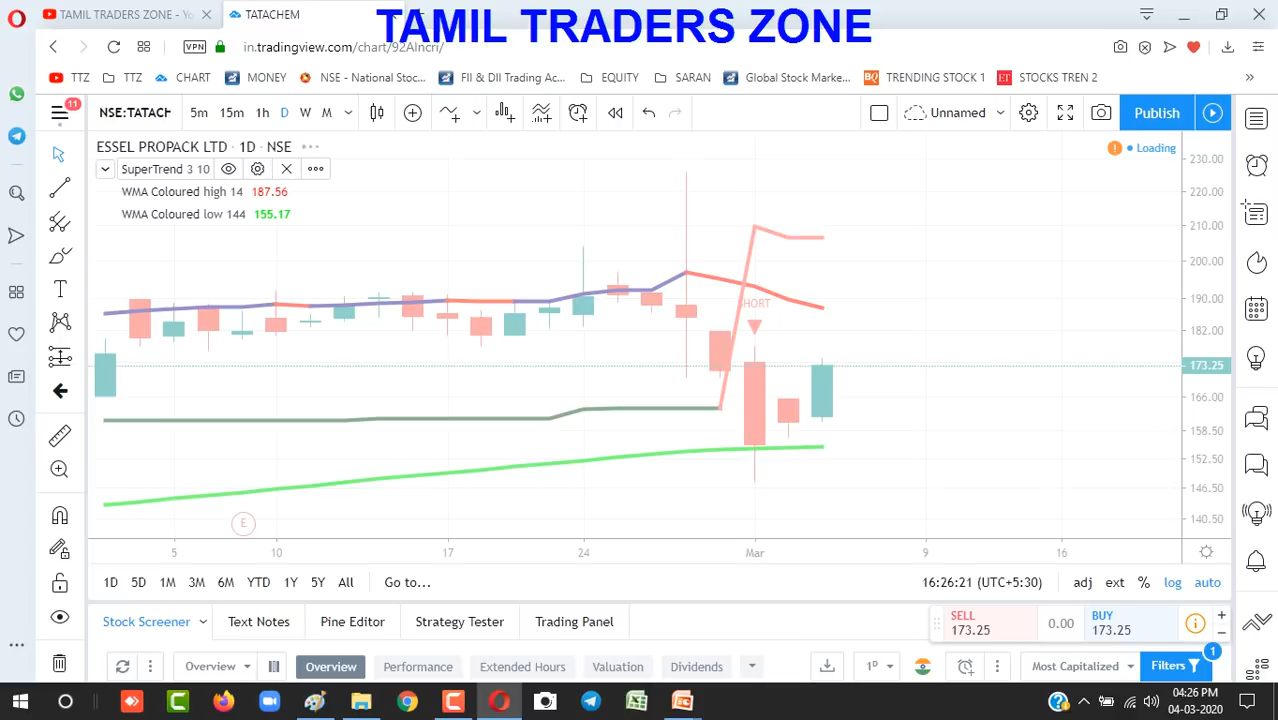 TAMIL TRADERS ZONE
TAMIL TRADERS ZONE - Yo
TATACHEM
VPN
in.tradingview.com/chart/92AIncri/
TTZ
TTZ
CHART
MONEY
NSE - National Stoc...
FII & DII Trading Ac...
EQUITY
SARAN
Global Stock Marke...
BQ TRENDING STOCK 1
ET STOCKS TREN 2
»
11
NSE:TATACH
5m 15m 1h D W M
Unnamed
Publish
ESSEL PROPACK LTD · 1D · NSE
Loading
SuperTrend 3 10
WMA Coloured high 14 187.56
WMA Coloured low 144 155.17
HORT
E
230.00
220.00
210.00
200.00
190.00
182.00
173.25
166.00
158.50
152.50
146.50
140.50
5 10 17 24 Mar 9 16
1D 5D 1M 3M 6M YTD 1Y 5Y All Go to...
16:26:21 (UTC+5:30) adj ext % log auto
Stock Screener Text Notes Pine Editor Strategy Tester Trading Panel
SELL
173.25
0.00
BUY
173.25
Overview Overview Performance Extended Hours Valuation Dividends
1D
Most Capitalized
Filters
1
04:26 PM
04-03-2020